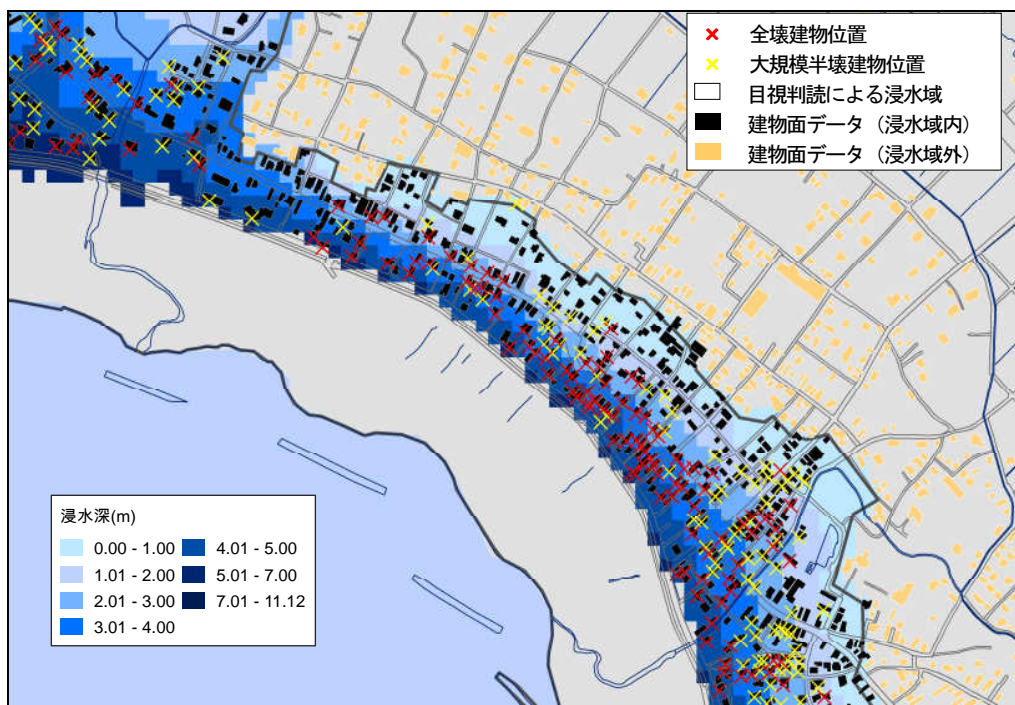 全壊建物位置
大規模半壊建物位置
目視判読による浸水域
建物面データ（浸水域内）
建物面データ（浸水域外）
浸水深(m)
0.00 - 1.00
1.01 - 2.00
2.01 - 3.00
3.01 - 4.00
4.01 - 5.00
5.01 - 7.00
7.01 - 11.12